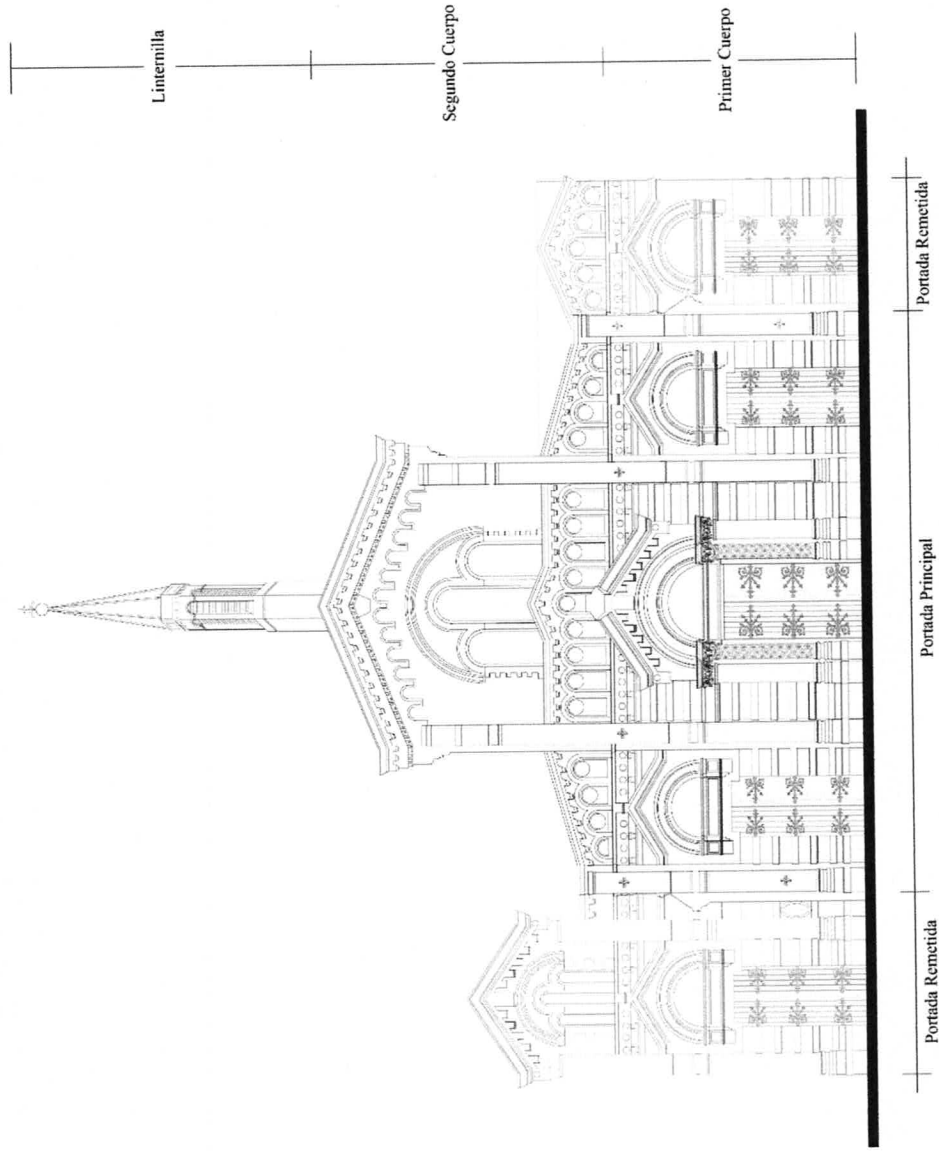 Linternilla
Segundo Cuerpo
Primer Cuerpo
Portada Remetida
Portada Principal
Portada Remetida